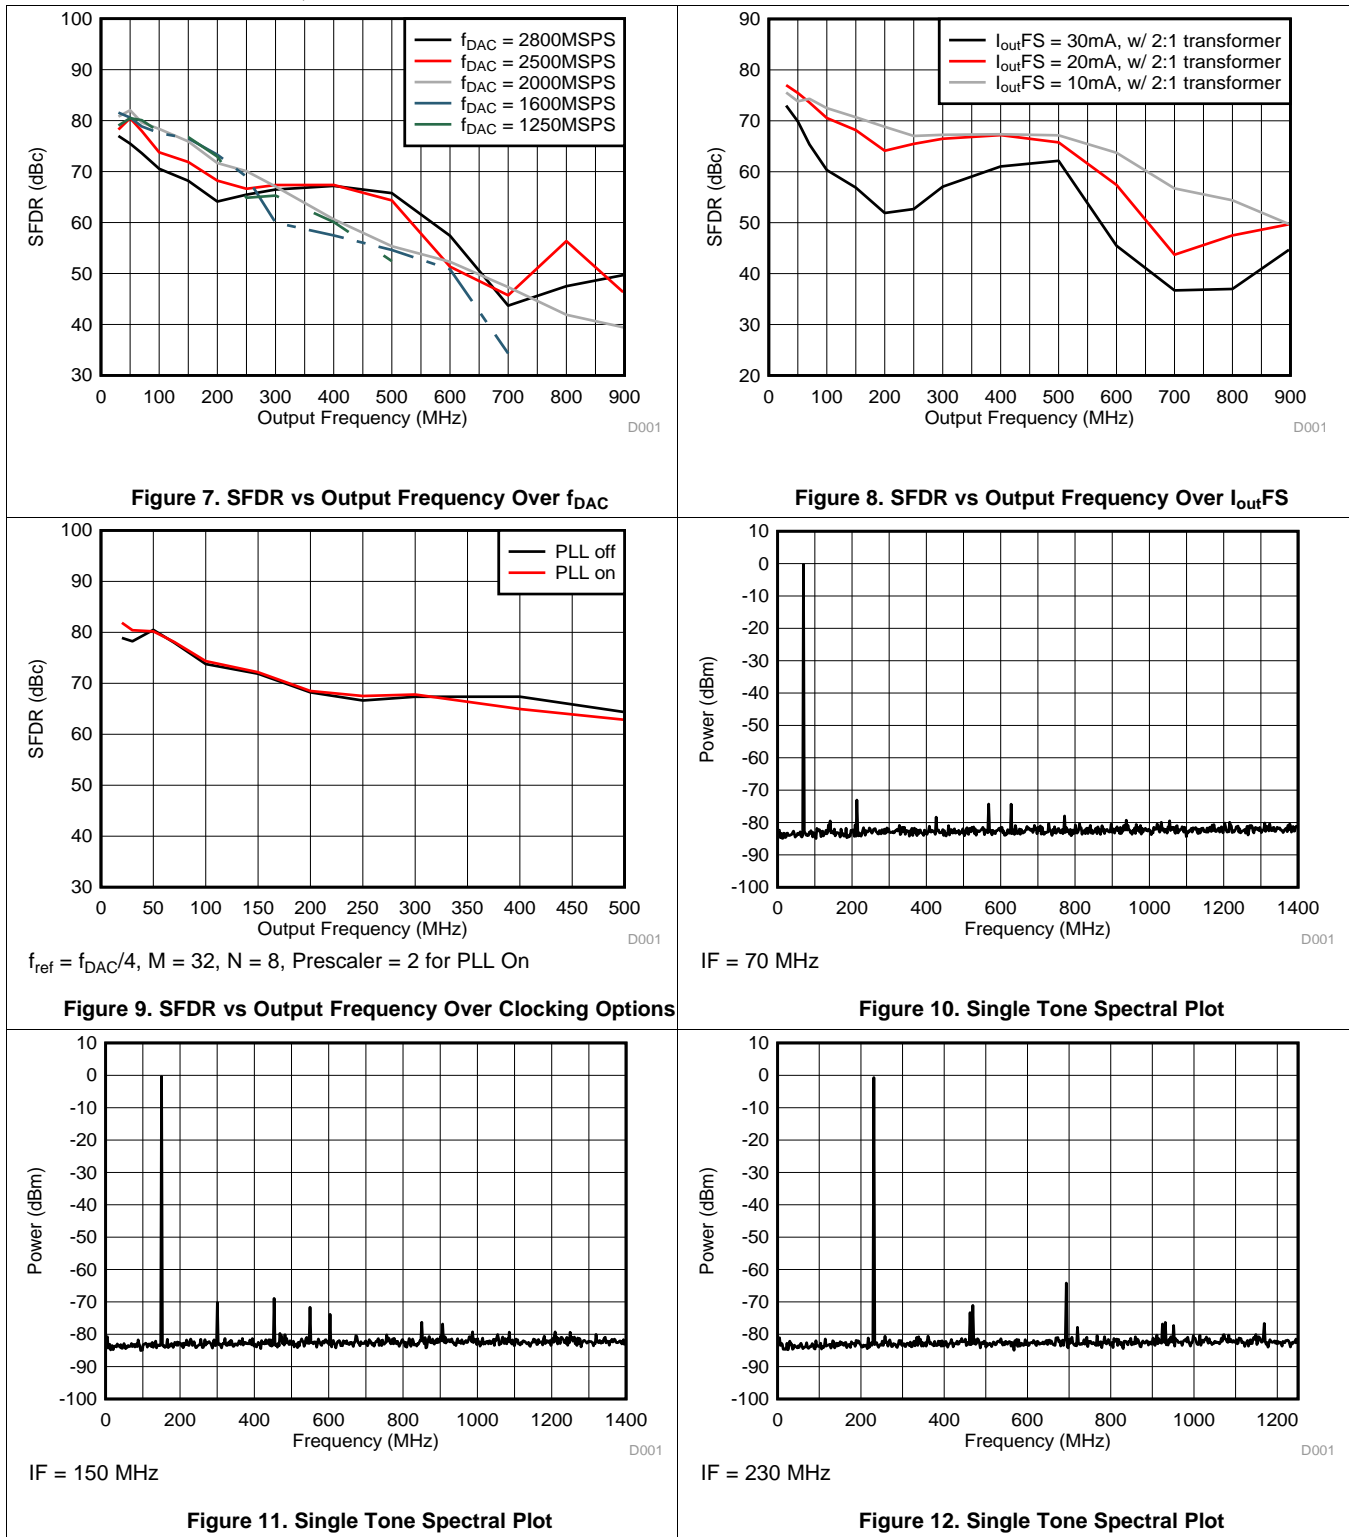 100
90
80
70
60
50
40
30
SFDR (dBc)
0 100 200 300 400 500 600 700 800 900
Output Frequency (MHz)
D001
fDAC = 2800MSPS
fDAC = 2500MSPS
fDAC = 2000MSPS
fDAC = 1600MSPS
fDAC = 1250MSPS
Figure 7. SFDR vs Output Frequency Over fDAC
90
80
70
60
50
40
30
20
SFDR (dBc)
0 100 200 300 400 500 600 700 800 900
Output Frequency (MHz)
D001
IoutFS = 30mA, w/ 2:1 transformer
IoutFS = 20mA, w/ 2:1 transformer
IoutFS = 10mA, w/ 2:1 transformer
Figure 8. SFDR vs Output Frequency Over IoutFS
100
90
80
70
60
50
40
30
SFDR (dBc)
0 50 100 150 200 250 300 350 400 450 500
Output Frequency (MHz)
D001
PLL off
PLL on
fref = fDAC/4, M = 32, N = 8, Prescaler = 2 for PLL On
Figure 9. SFDR vs Output Frequency Over Clocking Options
10
0
-10
-20
-30
-40
-50
-60
-70
-80
-90
-100
Power (dBm)
0 200 400 600 800 1000 1200 1400
Frequency (MHz)
D001
IF = 70 MHz
Figure 10. Single Tone Spectral Plot
10
0
-10
-20
-30
-40
-50
-60
-70
-80
-90
-100
Power (dBm)
0 200 400 600 800 1000 1200 1400
Frequency (MHz)
D001
IF = 150 MHz
Figure 11. Single Tone Spectral Plot
10
0
-10
-20
-30
-40
-50
-60
-70
-80
-90
-100
Power (dBm)
0 200 400 600 800 1000 1200
Frequency (MHz)
D001
IF = 230 MHz
Figure 12. Single Tone Spectral Plot